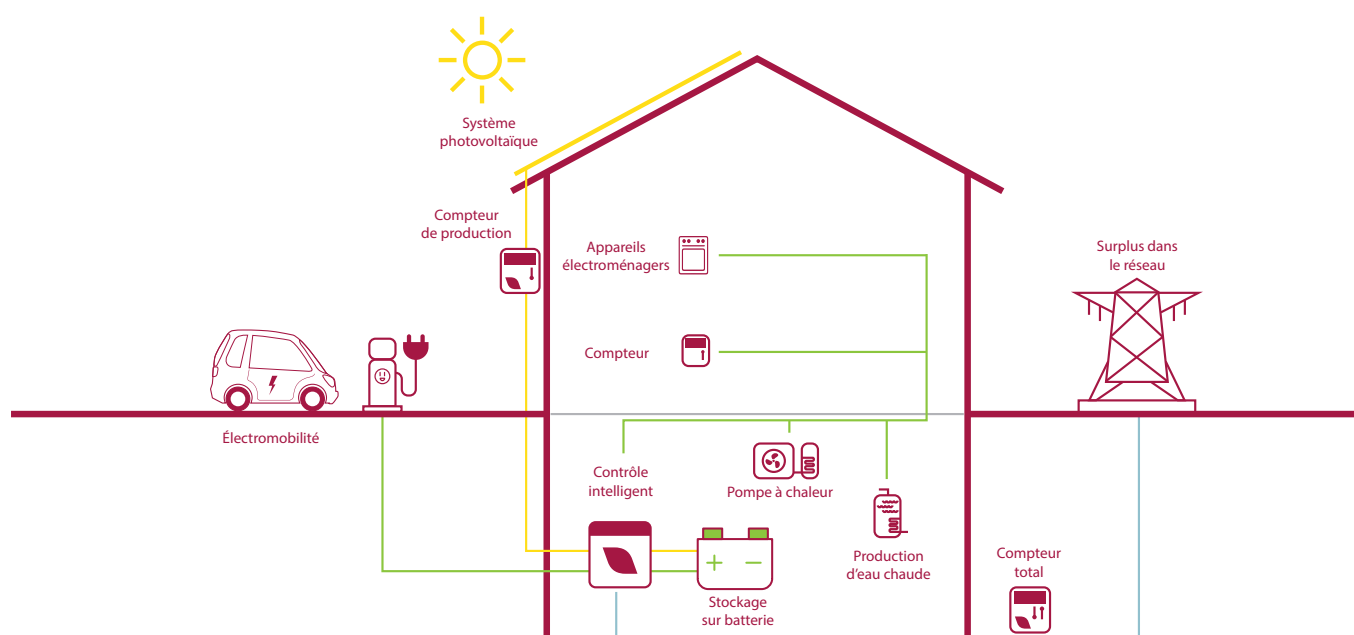 Système
photovoltaïque
Compteur
de production
Appareils
électroménagers
Surplus dans
le réseau
Compteur
Électromobilité
Contrôle
intelligent
Pompe à chaleur
Production
d'eau chaude
Compteur
total
Stockage
sur batterie